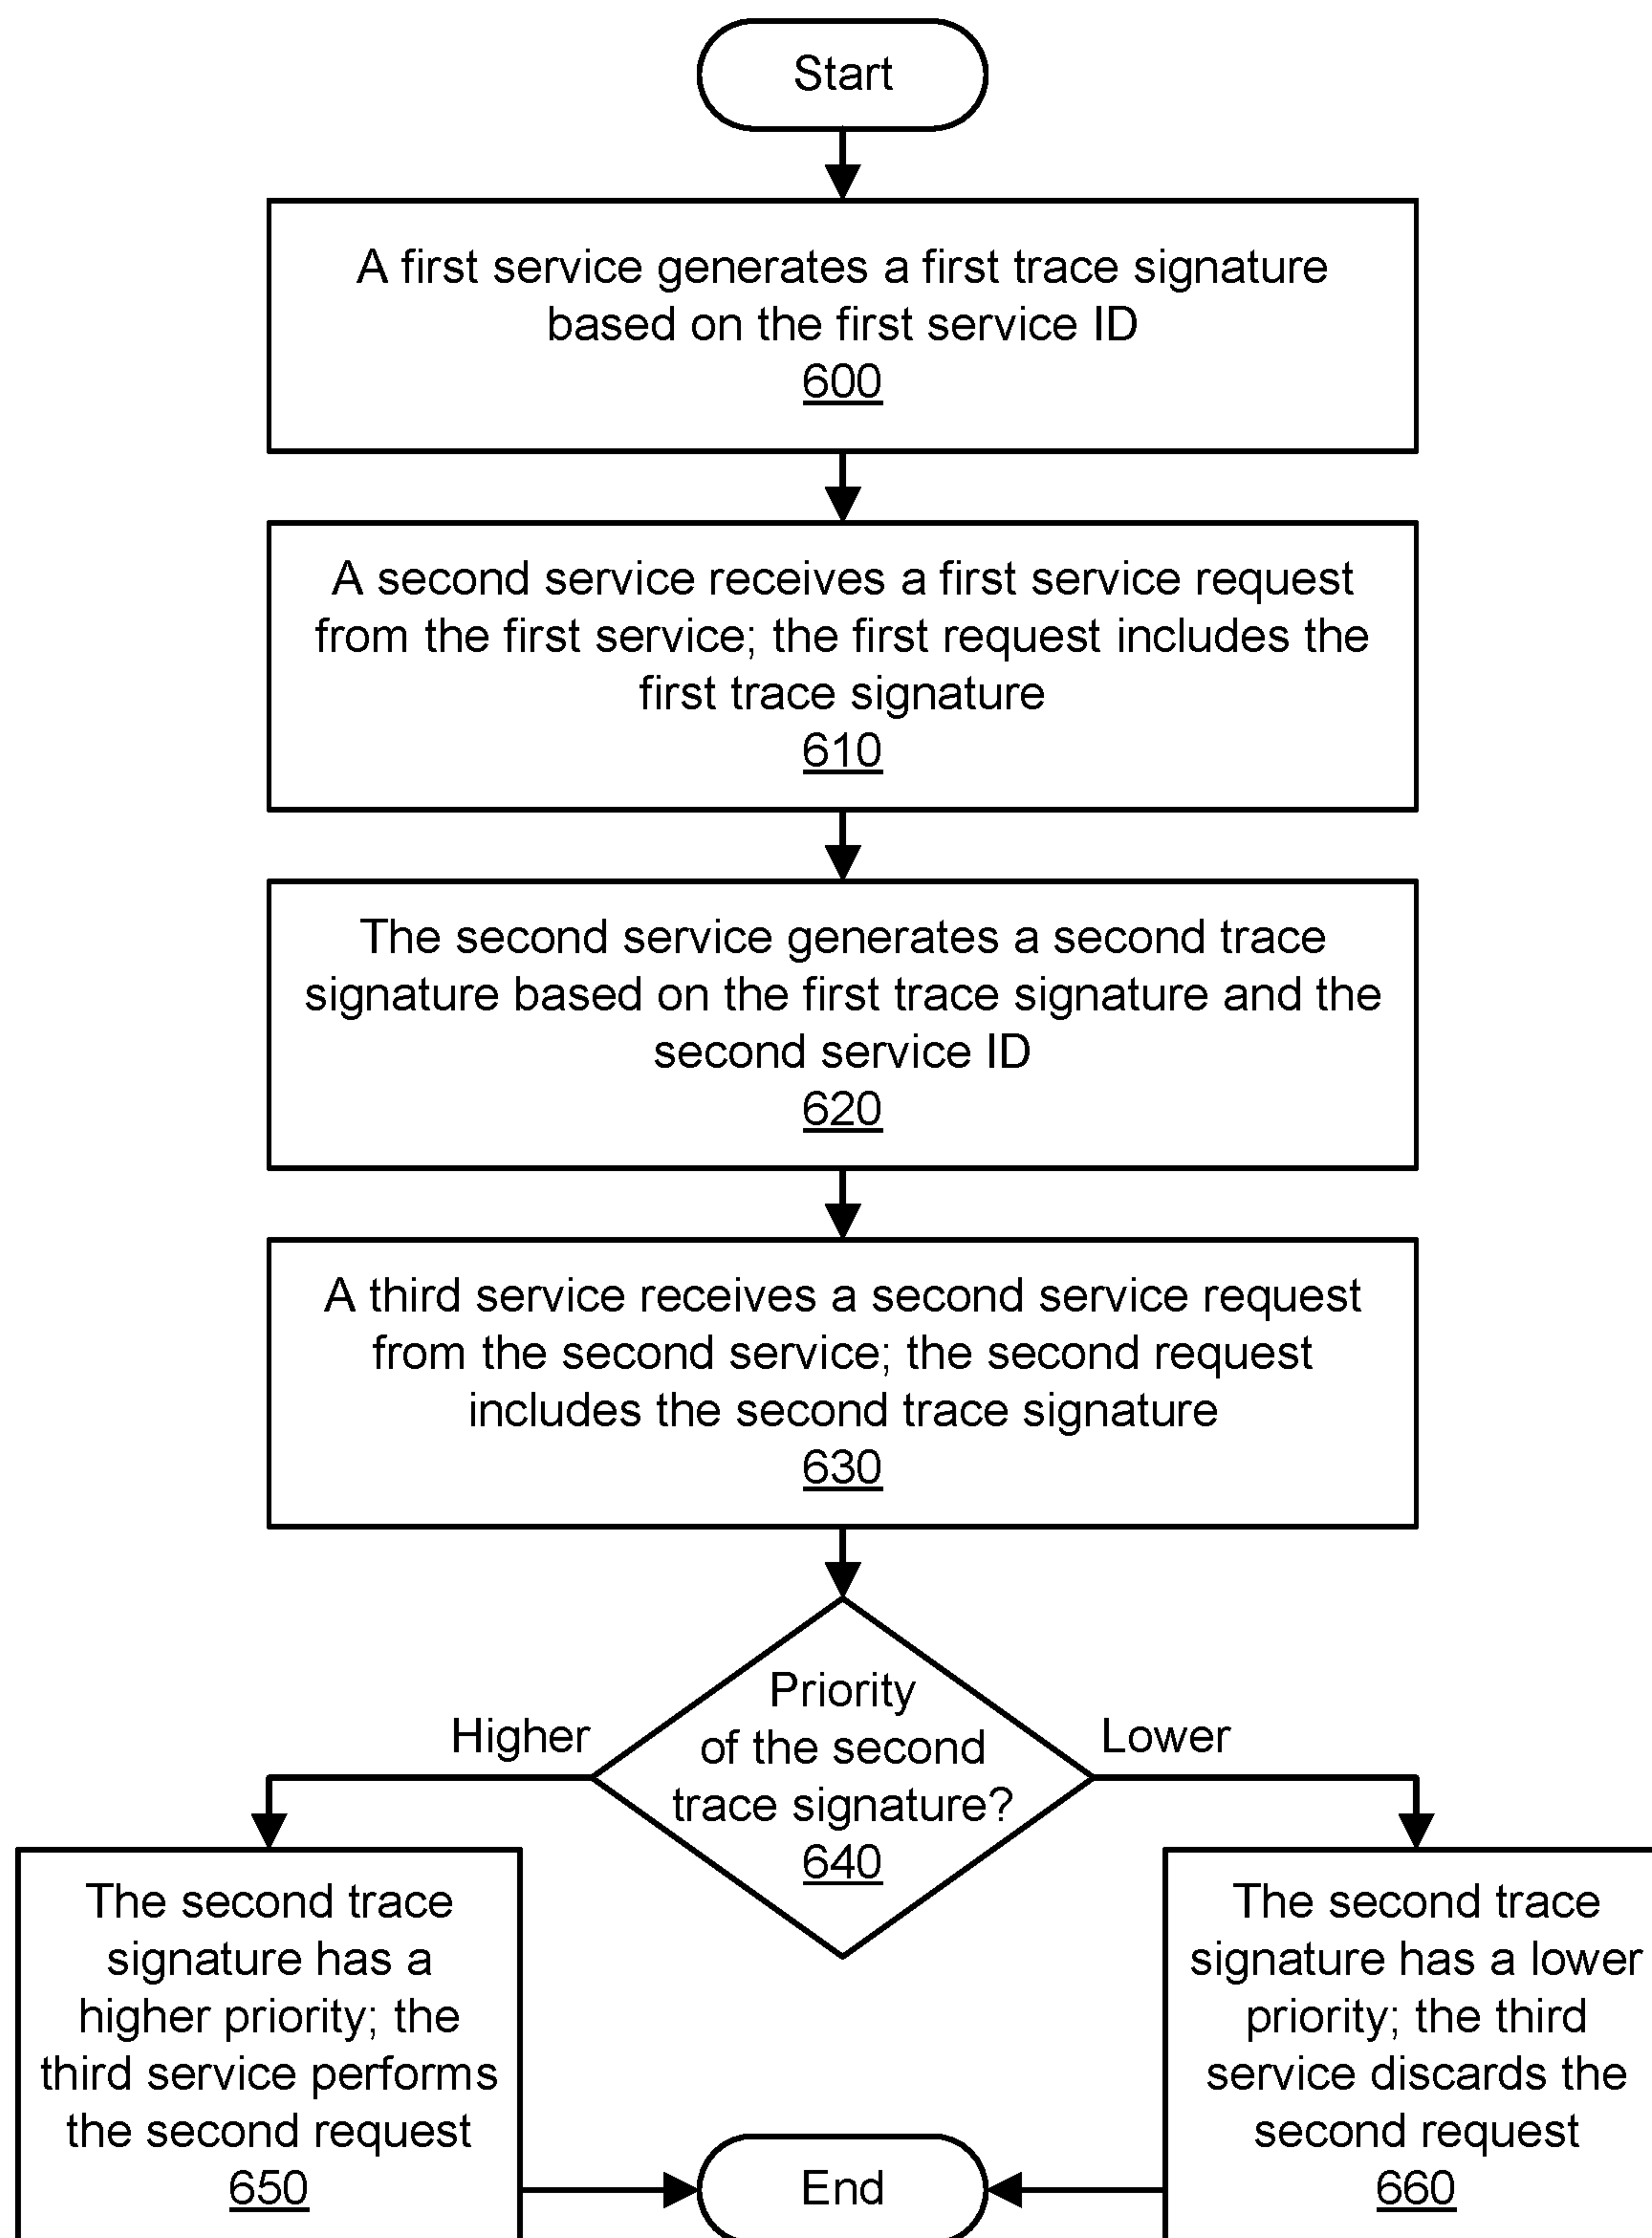 Start
A first service generates a first trace signature
based on the first service ID
600
A second service receives a first service request
from the first service; the first request includes the
first trace signature
610
The second service generates a second trace
signature based on the first trace signature and the
second service ID
620
A third service receives a second service request
from the second service; the second request
includes the second trace signature
630
Priority
of the second
trace signature?
640
Higher
Lower
The second trace
signature has a
higher priority; the
third service performs
the second request
650
The second trace
signature has a lower
priority; the third
service discards the
second request
660
End